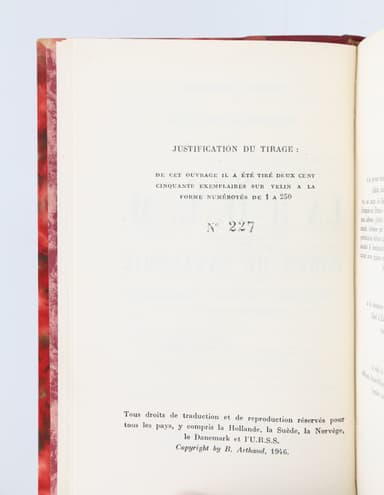 JUSTIFICATION DU TIRAGE :
DE CET OUVRAGE IL A ÉTÉ TIRÉ DEUX CENT
CINQUANTE EXEMPLAIRES SUR VELIN A LA
FORME NUMÉROTÉS DE 1 A 250
N° 227
Tous droits de traduction et de reproduction réservés pour
tous les pays, y compris la Hollande, la Suède, la Norvège,
le Danemark et l'U.R.S.S.
Copyright by B. Arthaud, 1946.